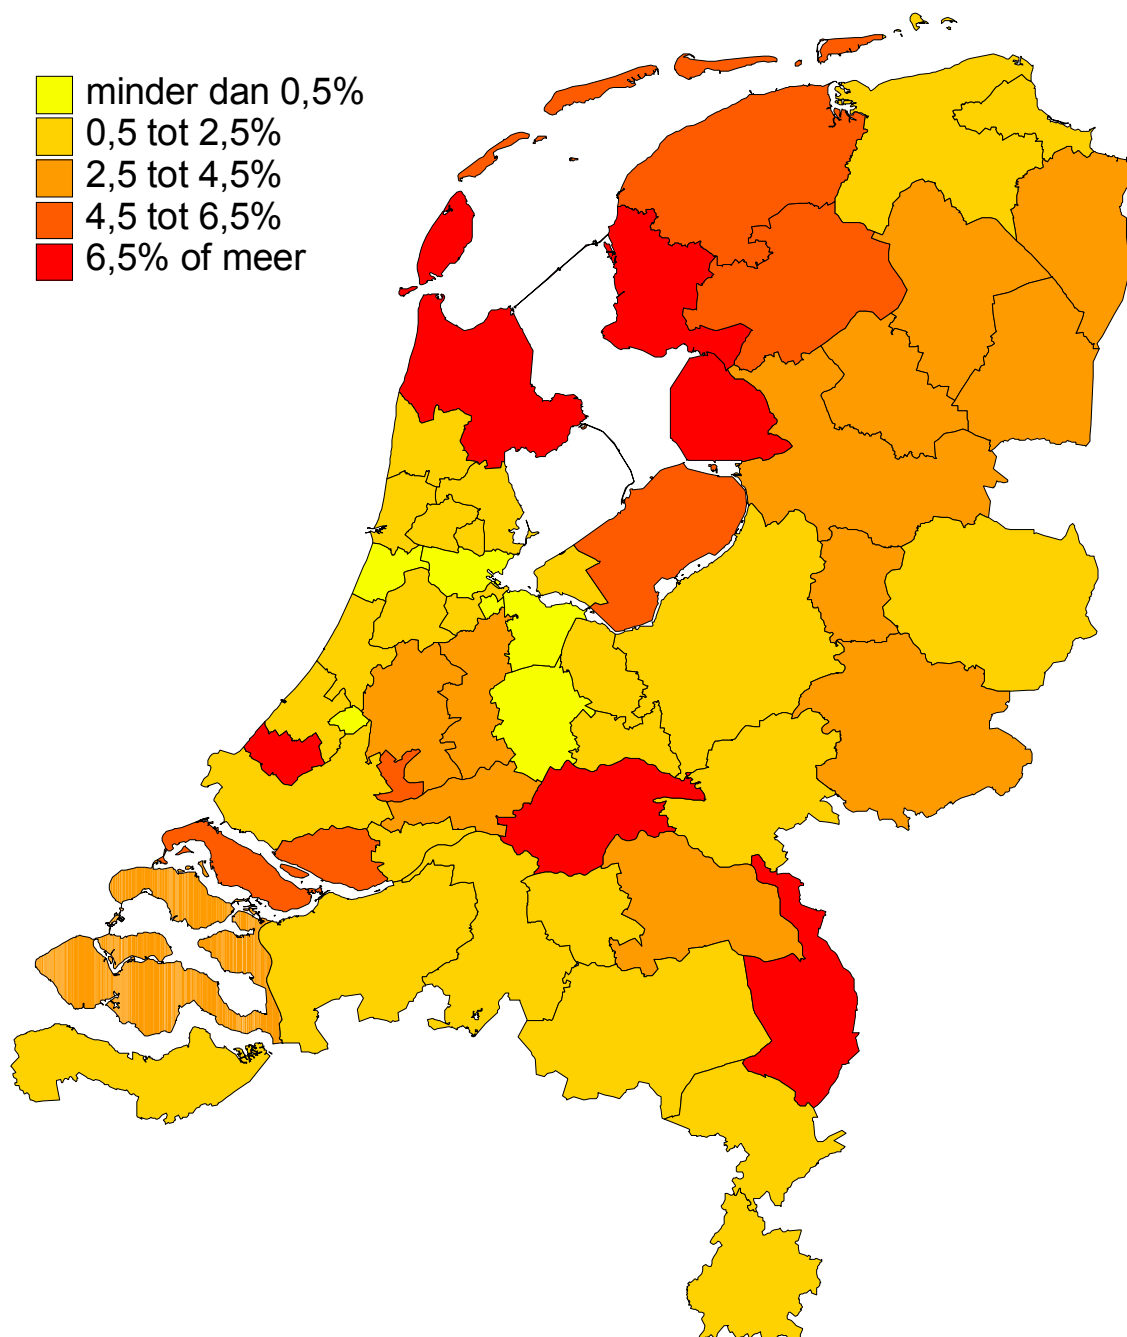 minder dan 0,5%
0,5 tot 2,5%
2,5 tot 4,5%
4,5 tot 6,5%
6,5% of meer